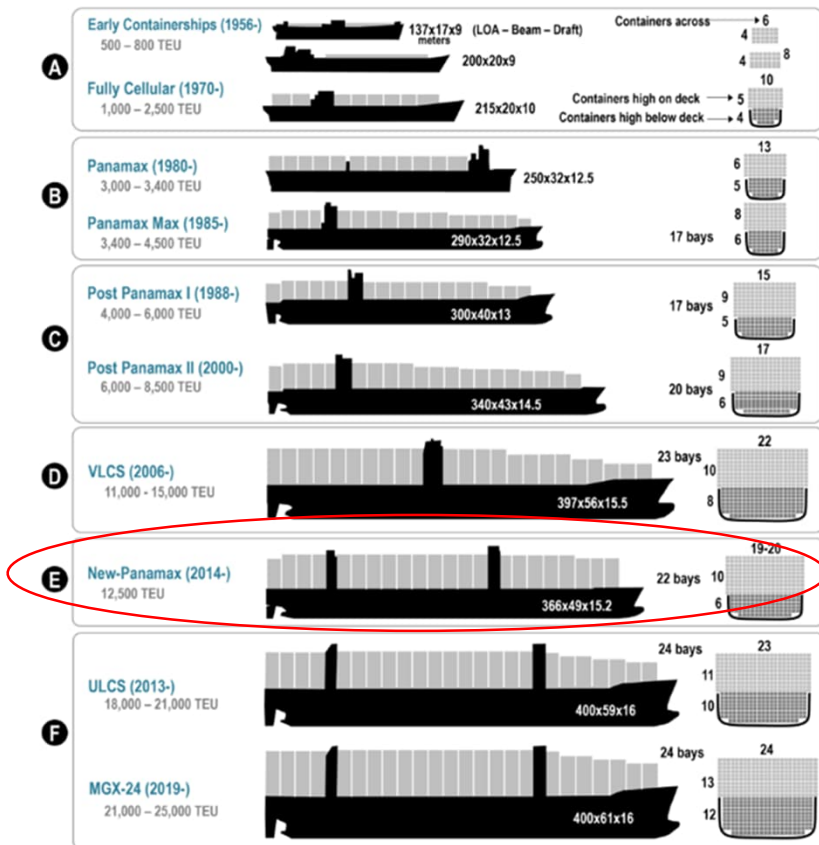 Early Containerships (1956-)
500 – 800 TEU
137x17x9 (LOA – Beam – Draft)
meters
200x20x9
Containers across 6
4
4 8
A
Fully Cellular (1970-)
1,000 – 2,500 TEU
215x20x10
10
Containers high on deck 5
Containers high below deck 4
B
Panamax (1980-)
3,000 – 3,400 TEU
250x32x12.5
13
6
5
Panamax Max (1985-)
3,400 – 4,500 TEU
290x32x12.5
17 bays
8
6
C
Post Panamax I (1988-)
4,000 – 6,000 TEU
300x40x13
17 bays
15
9
5
Post Panamax II (2000-)
6,000 – 8,500 TEU
340x43x14.5
20 bays
17
9
6
D
VLCS (2006-)
11,000 - 15,000 TEU
397x56x15.5
23 bays
22
10
8
E
New-Panamax (2014-)
12,500 TEU
366x49x15.2
22 bays
19-20
10
6
F
ULCS (2013-)
18,000 – 21,000 TEU
400x59x16
24 bays
23
11
10
MGX-24 (2019-)
21,000 – 25,000 TEU
400x61x16
24 bays
24
13
12